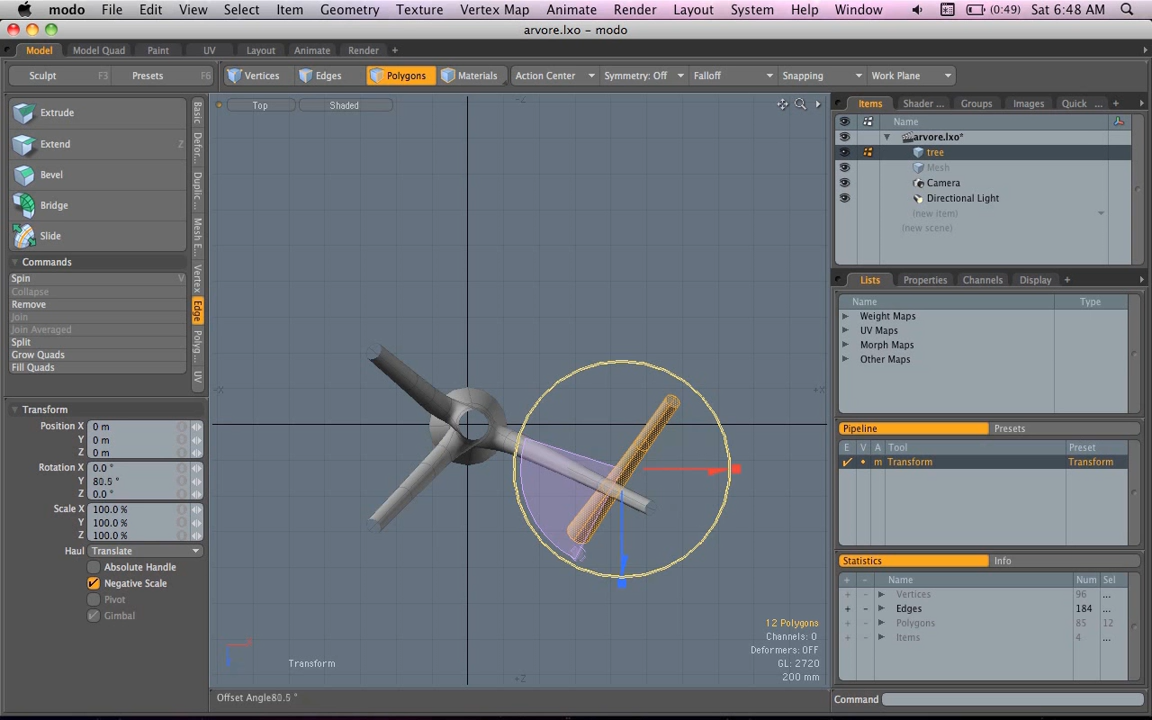 modo File Edit View Select Item Geometry Texture Vertex Map Animate Render Layout System Help Window (0:49) Sat 6:48 AM
arvore.lxo - modo
Model Model Quad Paint UV Layout Animate Render +
Sculpt F3 Presets F6 Vertices Edges Polygons Materials Action Center Symmetry: Off Falloff Snapping Work Plane
Items Shader ... Groups Images Quick ... +
Top Shaded
Name
Extrude
Extend Z
Bevel
Bridge
Slide
Commands
Spin V
Collapse
Remove
Join
Join Averaged
Split
Grow Quads
Fill Quads
Basic
Defor...
Duplic...
Mesh E...
Vertex
Edge
Polyg...
UV
arvore.lxo*
tree
Mesh
Camera
Directional Light
(new item)
(new scene)
Transform
Position X 0 m
Y 0 m
Z 0 m
Rotation X 0.0 °
Y 80.5 °
Z 0.0 °
Scale X 100.0 %
Y 100.0 %
Z 100.0 %
Haul Translate
Absolute Handle
Negative Scale
Pivot
Gimbal
-Z
-X
+X
+Z
12 Polygons
Channels: 0
Deformers: OFF
GL: 2720
200 mm
Transform
Offset Angle80.5 °
Lists Properties Channels Display +
Name Type
Weight Maps
UV Maps
Morph Maps
Other Maps
Pipeline Presets
E V A Tool Preset
m Transform Transform
Statistics Info
+ - Name Num Sel
Vertices 96 ...
+ - Edges 184 ...
Polygons 85 12
+ - Items 4 ...
Command